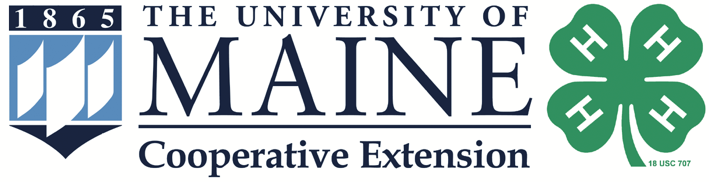 1865
THE UNIVERSITY OF
MAINE
Cooperative Extension
H H
H H
18 USC 707